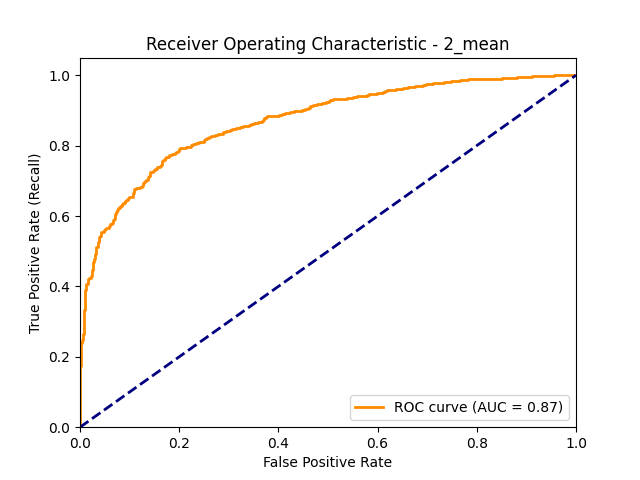 Receiver Operating Characteristic - 2_mean
1.0
0.8
0.6
0.4
0.2
0.0
True Positive Rate (Recall)
ROC curve (AUC = 0.87)
0.0 0.2 0.4 0.6 0.8 1.0
False Positive Rate